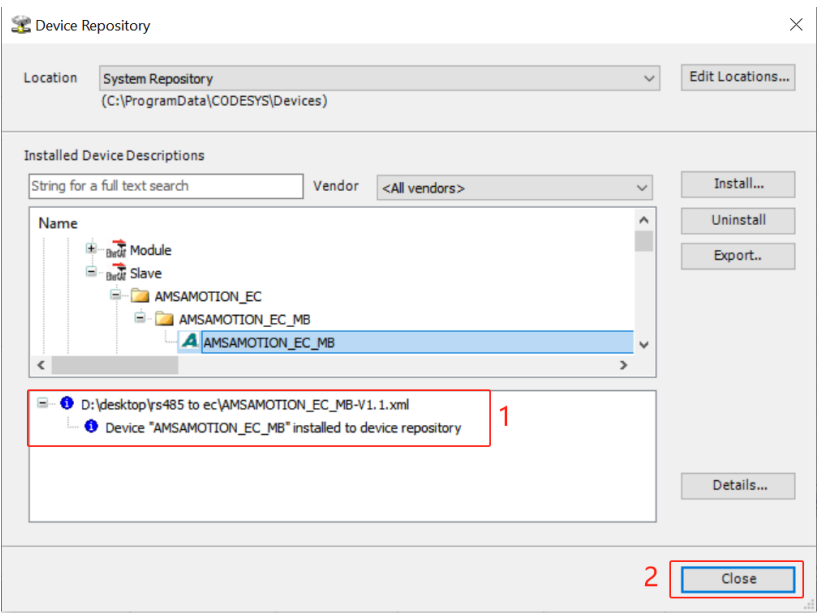 Device Repository
Location
System Repository
Edit Locations...
(C:\ProgramData\CODESYS\Devices)
Installed Device Descriptions
String for a full text search
Vendor
<All vendors>
Install...
Name
Uninstall
Module
Export..
Slave
AMSAMOTION_EC
AMSAMOTION_EC_MB
AMSAMOTION_EC_MB
D:\desktop\rs485 to ec\AMSAMOTION_EC_MB-V1.1.xml
1
Device "AMSAMOTION_EC_MB" installed to device repository
Details...
2
Close